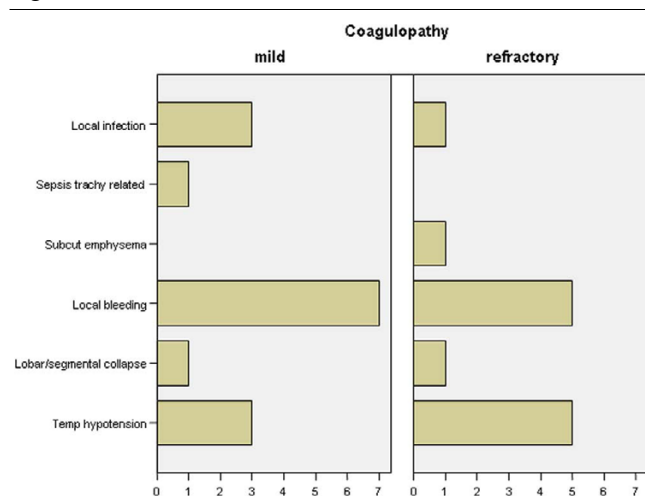 Coagulopathy
mild refractory
Local infection
Sepsis trachy related
Subcut emphysema
Local bleeding
Lobar/segmental collapse
Temp hypotension
0 1 2 3 4 5 6 7 0 1 2 3 4 5 6 7